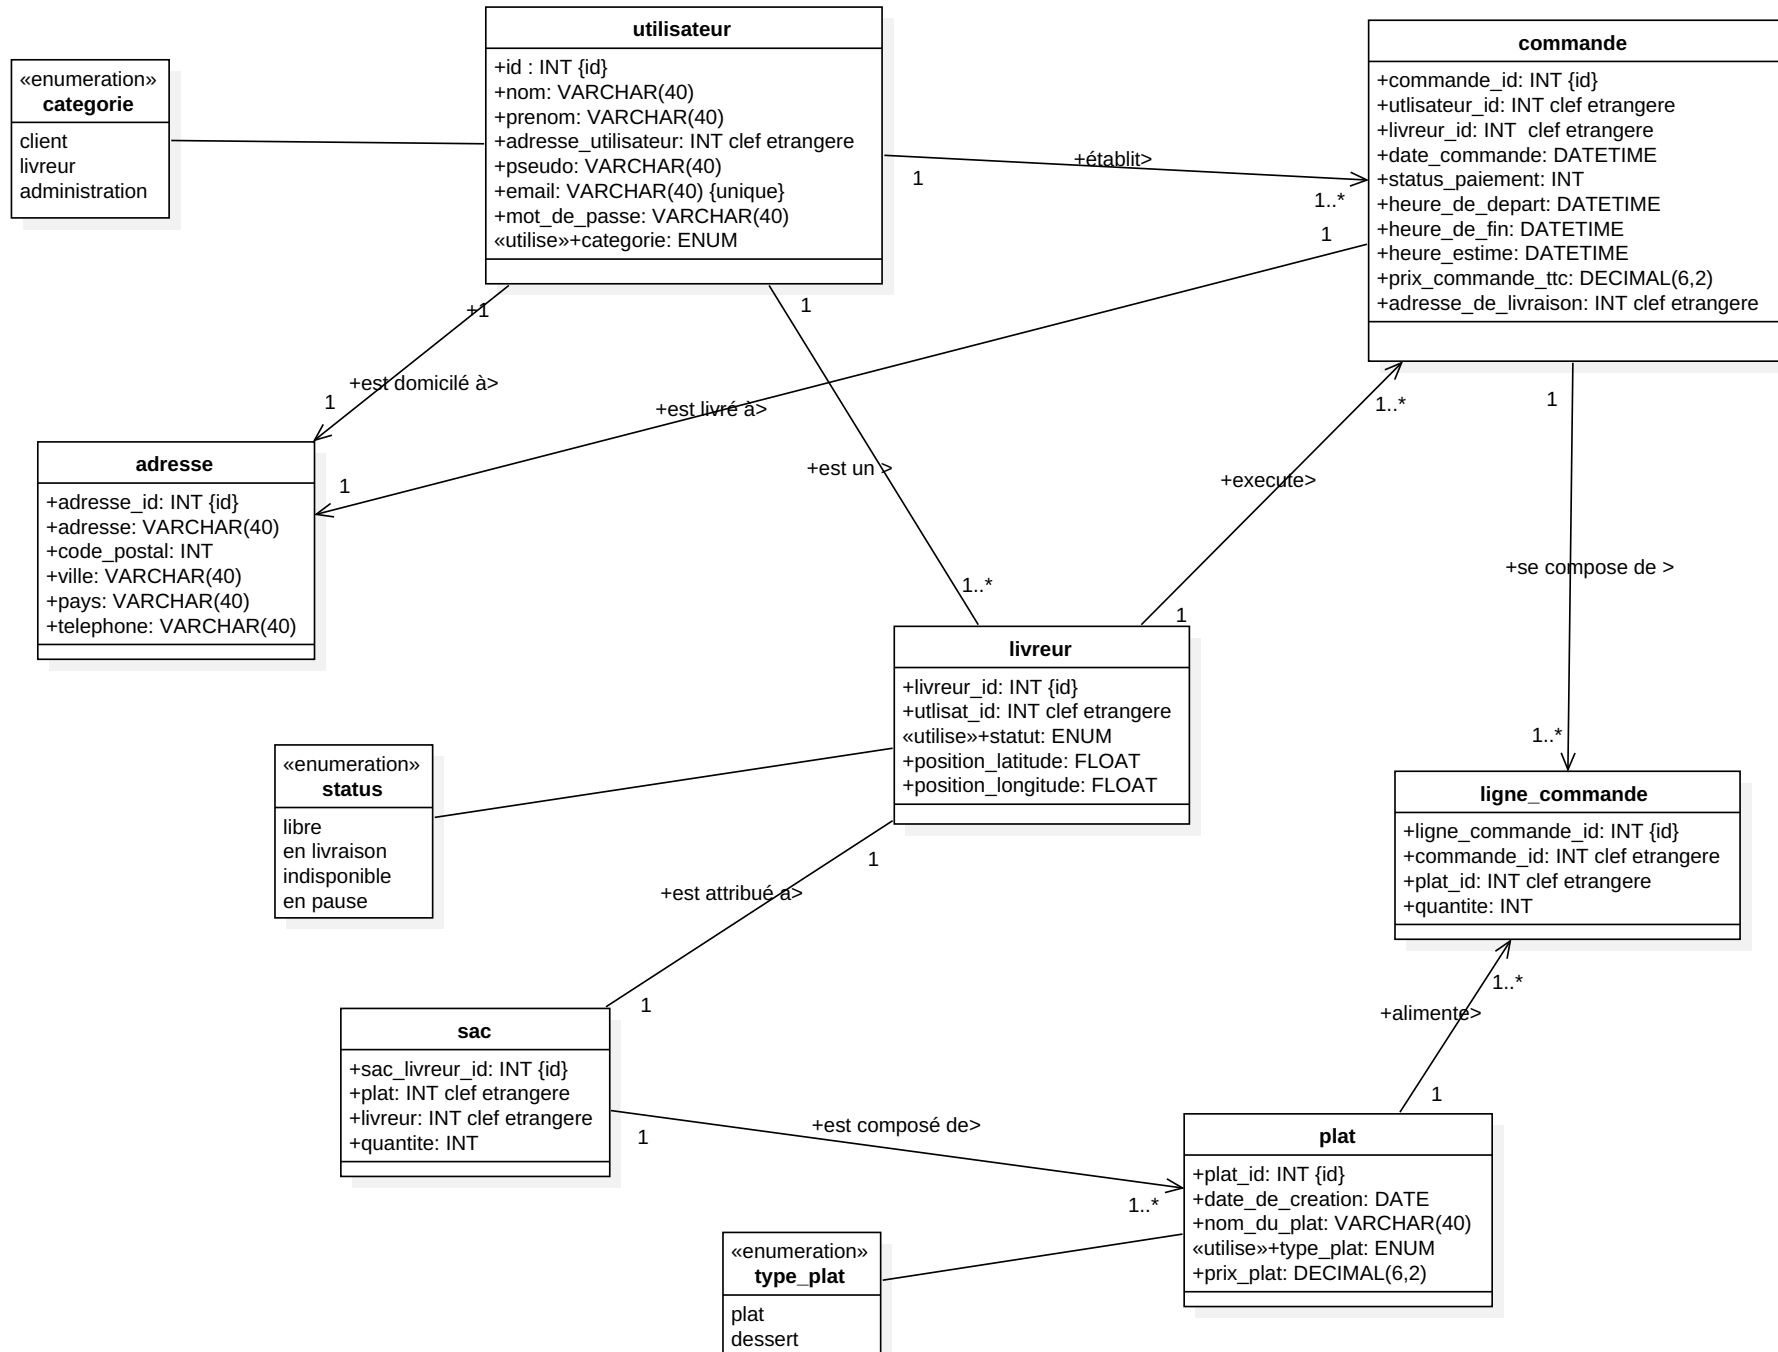 utilisateur
+id : INT {id}
+nom: VARCHAR(40)
+prenom: VARCHAR(40)
+adresse_utilisateur: INT clef etrangere
+pseudo: VARCHAR(40)
+email: VARCHAR(40) {unique}
+mot_de_passe: VARCHAR(40)
«utilise»+categorie: ENUM
«enumeration»
categorie
client
livreur
administration
commande
+commande_id: INT {id}
+utlisateur_id: INT clef etrangere
+livreur_id: INT  clef etrangere
+date_commande: DATETIME
+status_paiement: INT
+heure_de_depart: DATETIME
+heure_de_fin: DATETIME
+heure_estime: DATETIME
+prix_commande_ttc: DECIMAL(6,2)
+adresse_de_livraison: INT clef etrangere
+établit>
1
1..*
1
+1
+est domicilé à>
1
1
+est livré à>
1
+est un >
1..*
1..*
+execute>
1
1
+se compose de >
1..*
adresse
+adresse_id: INT {id}
+adresse: VARCHAR(40)
+code_postal: INT
+ville: VARCHAR(40)
+pays: VARCHAR(40)
+telephone: VARCHAR(40)
livreur
+livreur_id: INT {id}
+utlisat_id: INT clef etrangere
«utilise»+statut: ENUM
+position_latitude: FLOAT
+position_longitude: FLOAT
«enumeration»
status
libre
en livraison
indisponible
en pause
ligne_commande
+ligne_commande_id: INT {id}
+commande_id: INT clef etrangere
+plat_id: INT clef etrangere
+quantite: INT
1
+est attribué a>
1
1..*
+alimente>
1
sac
+sac_livreur_id: INT {id}
+plat: INT clef etrangere
+livreur: INT clef etrangere
+quantite: INT
+est composé de>
1
1..*
plat
+plat_id: INT {id}
+date_de_creation: DATE
+nom_du_plat: VARCHAR(40)
«utilise»+type_plat: ENUM
+prix_plat: DECIMAL(6,2)
«enumeration»
type_plat
plat
dessert